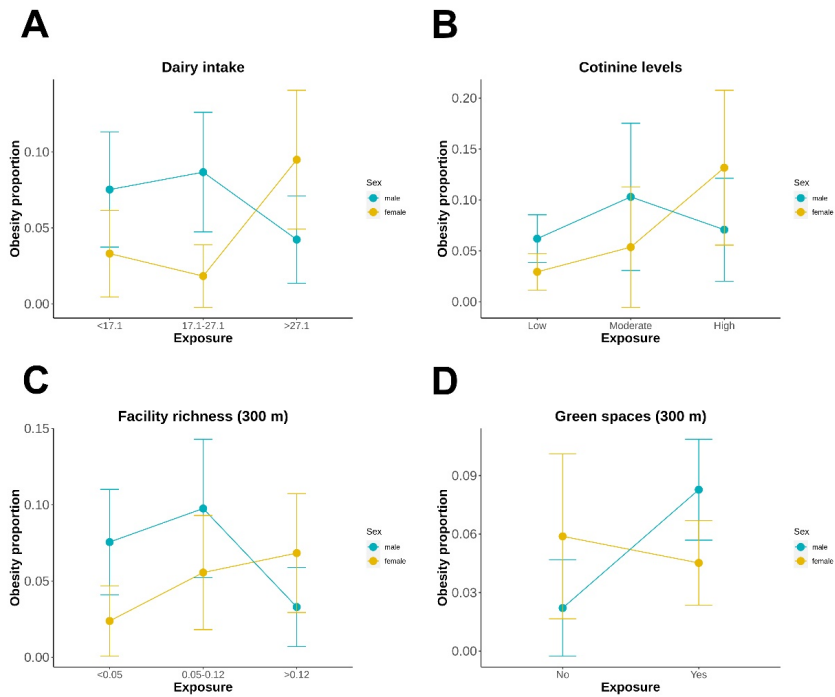 A
Dairy intake
Obesity proportion
0.10
0.05
0.00
<17.1
17.1-27.1
>27.1
Exposure
Sex
male
female
B
Cotinine levels
Obesity proportion
0.20
0.15
0.10
0.05
0.00
Low
Moderate
High
Exposure
Sex
male
female
C
Facility richness (300 m)
Obesity proportion
0.15
0.10
0.05
0.00
<0.05
0.05-0.12
>0.12
Exposure
Sex
male
female
D
Green spaces (300 m)
Obesity proportion
0.09
0.06
0.03
0.00
No
Yes
Exposure
Sex
male
female